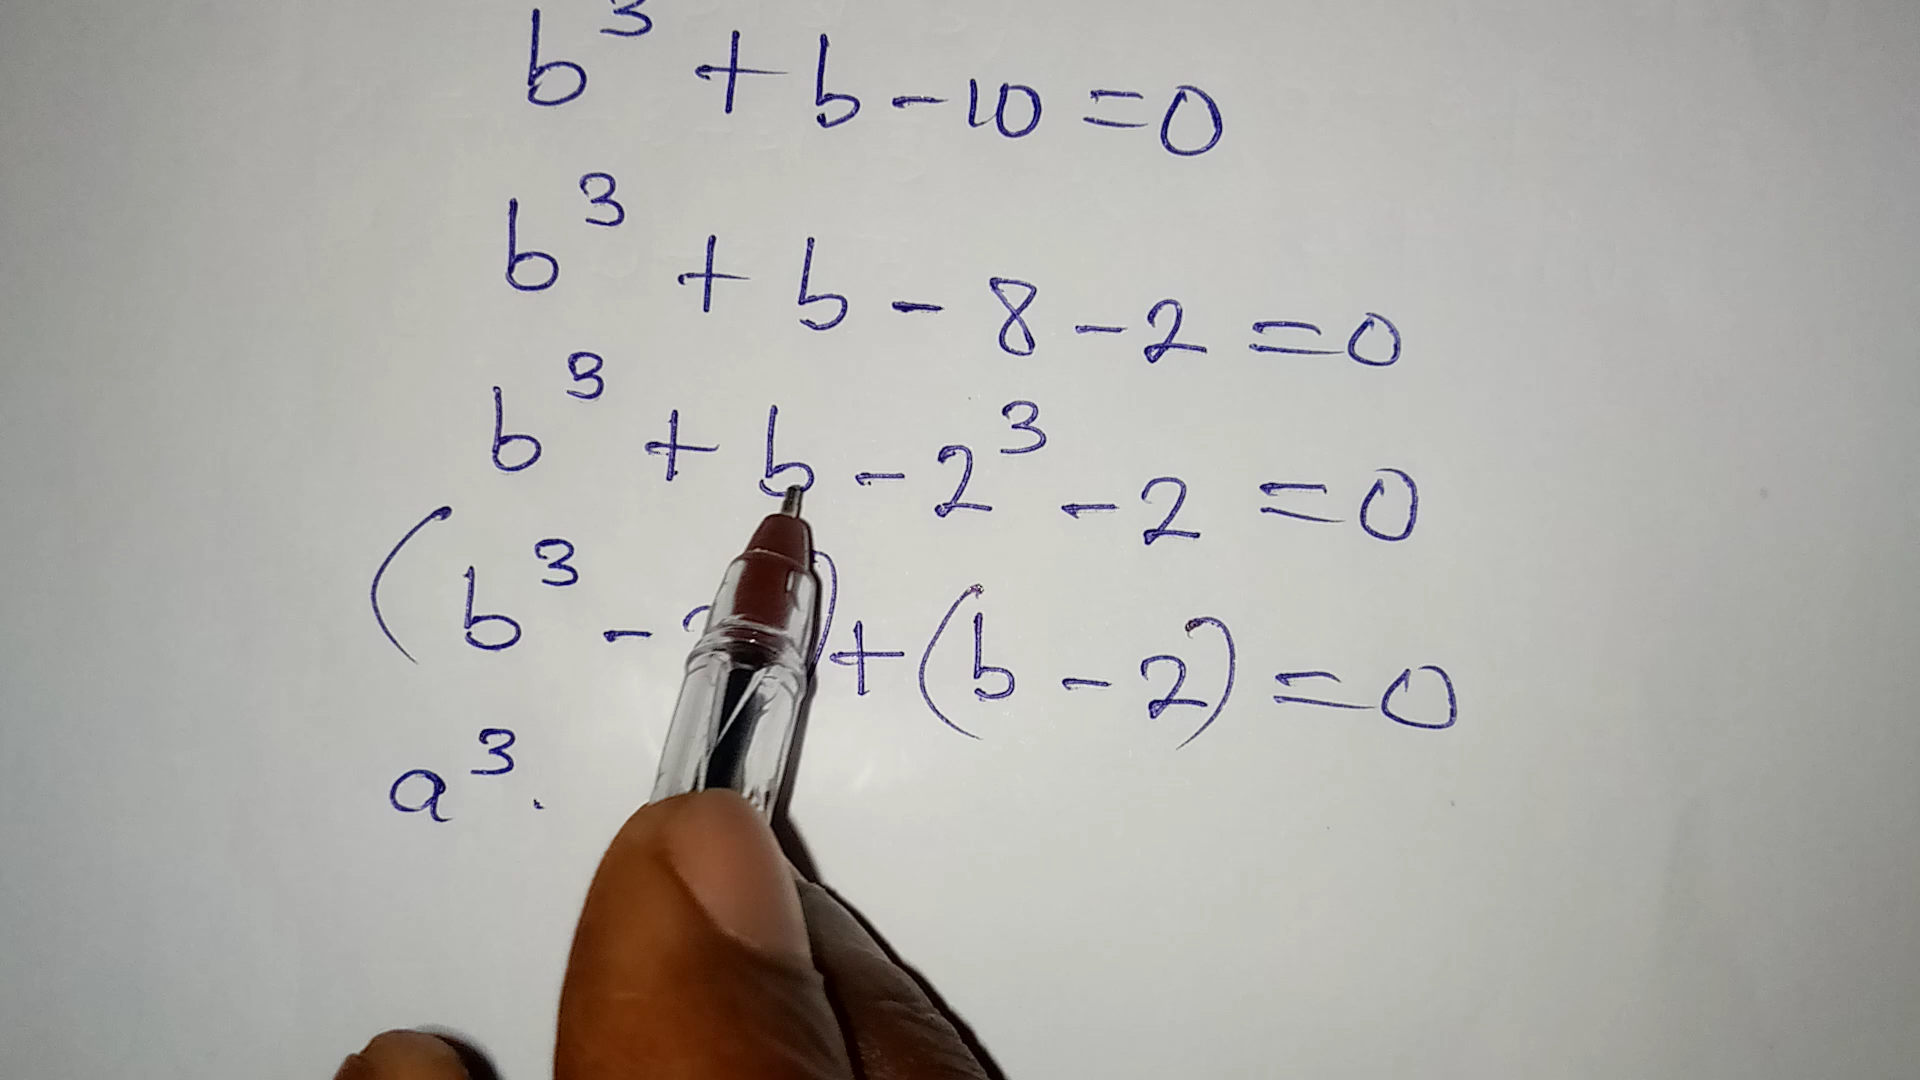 b³ + b - 10 = 0
b³ + b - 8 - 2 = 0
b³ + b - 2³ - 2 = 0
(b³ - ) + (b - 2) = 0
a³